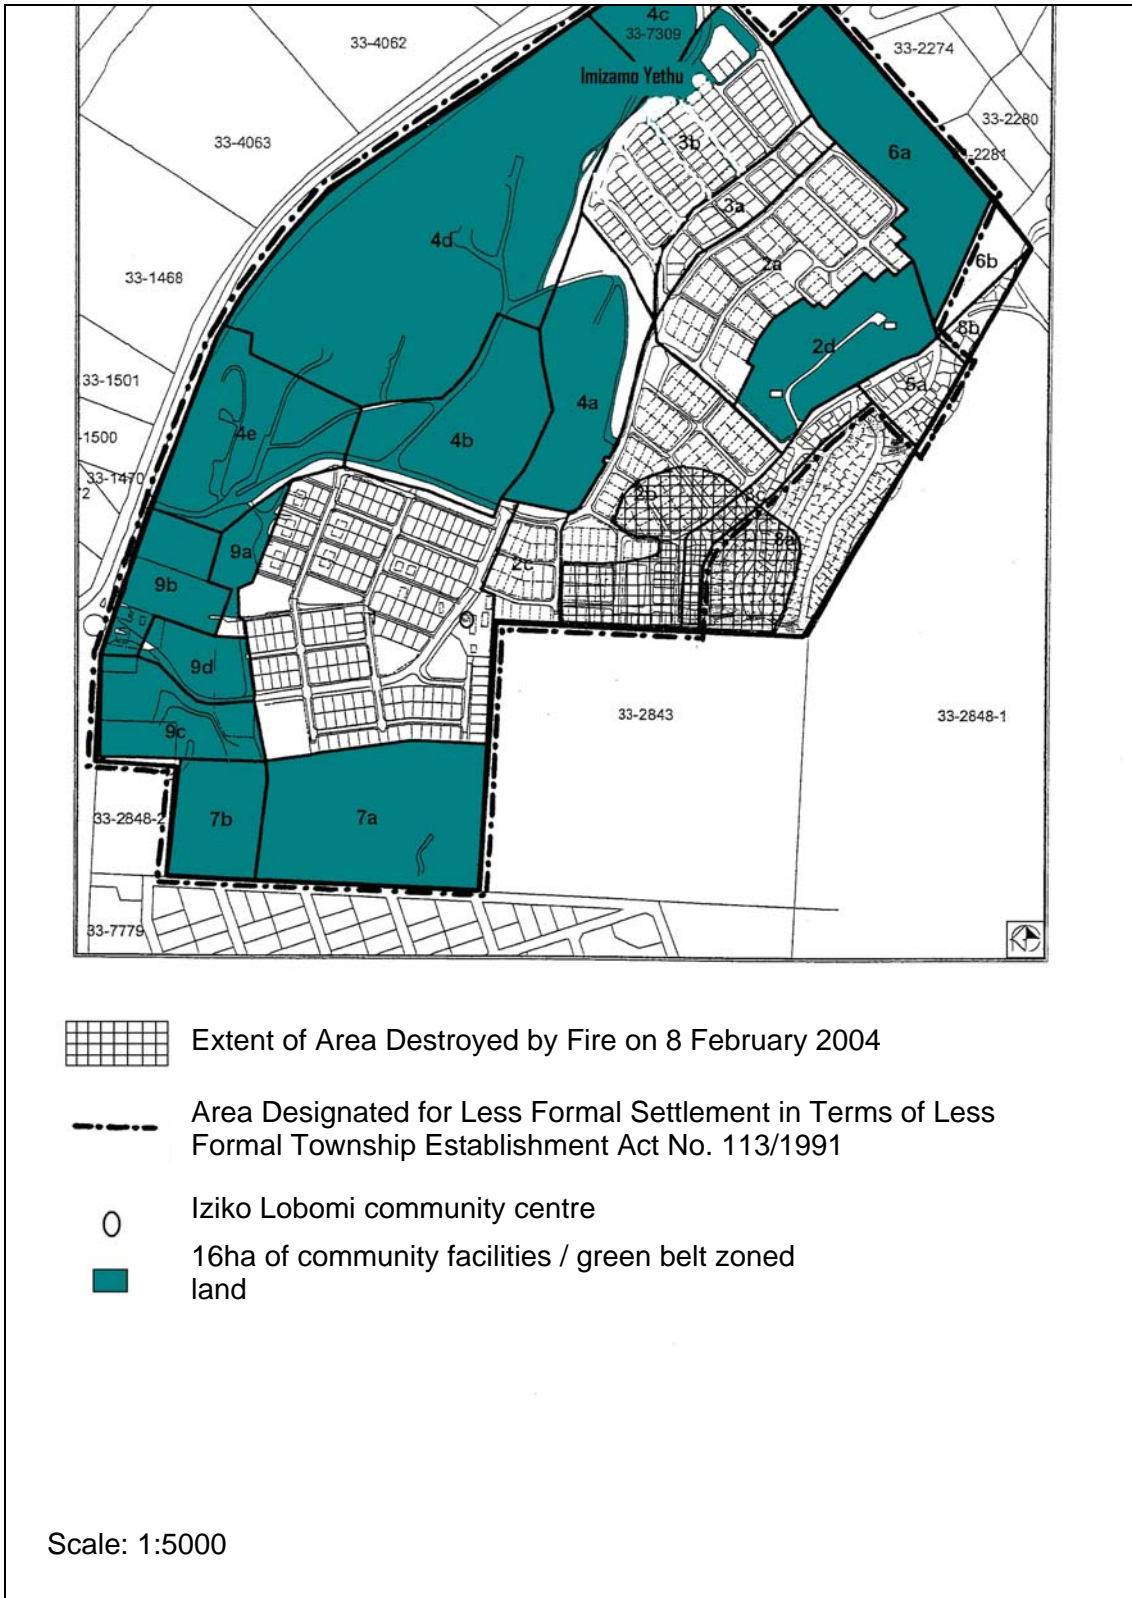 4c
33-7309
33-4062
33-2274
Imizamo Yethu
33-2280
33-4063
3b
6a
2281
3a
4d
2a
6b
33-1468
8b
2d
33-1501
5a
4a
4e
4b
-1500
33-1470
2
2b
8c
8a
9a
2c
9b
9d
33-2843
33-2848-1
9c
33-2848-2
7b
7a
33-7779
Extent of Area Destroyed by Fire on 8 February 2004
Area Designated for Less Formal Settlement in Terms of Less
Formal Township Establishment Act No. 113/1991
Iziko Lobomi community centre
16ha of community facilities / green belt zoned
land
Scale: 1:5000